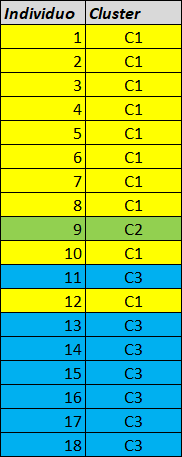 Individuo Cluster
1 C1
2 C1
3 C1
4 C1
5 C1
6 C1
7 C1
8 C1
9 C2
10 C1
11 C3
12 C1
13 C3
14 C3
15 C3
16 C3
17 C3
18 C3